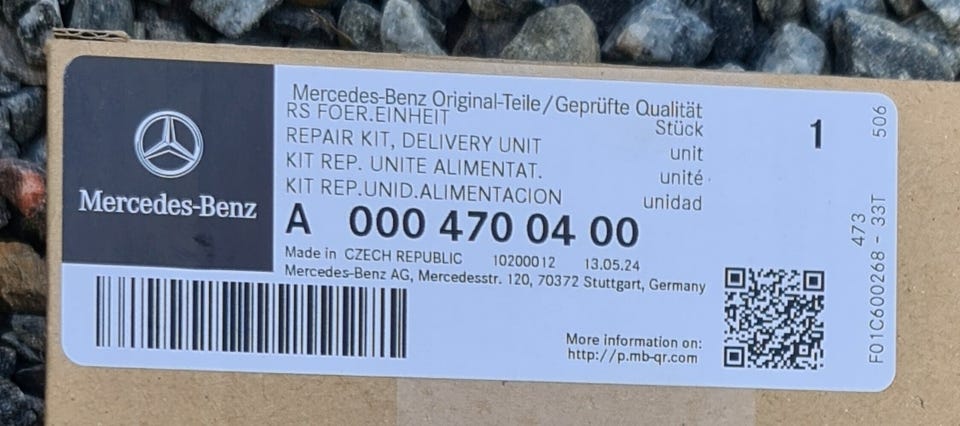 Mercedes-Benz
Mercedes-Benz Original-Teile/Geprüfte Qualität
RS FOER.EINHEIT Stück 1
REPAIR KIT, DELIVERY UNIT unit
KIT REP. UNITE ALIMENTAT. unité
KIT REP.UNID.ALIMENTACION unidad
A 000 470 04 00
Made in CZECH REPUBLIC 10200012 13.05.24
Mercedes-Benz AG, Mercedesstr. 120, 70372 Stuttgart, Germany
More information on:
http://p.mb-qr.com
473 506
F01C600268 - 33T